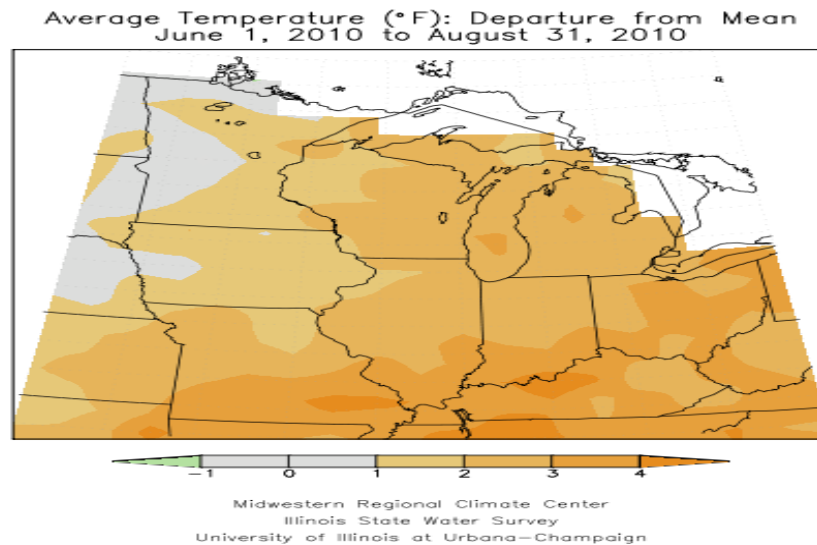 Average Temperature (°F): Departure from Mean
June 1, 2010 to August 31, 2010
-1 0 1 2 3 4
Midwestern Regional Climate Center
Illinois State Water Survey
University of Illinois at Urbana-Champaign